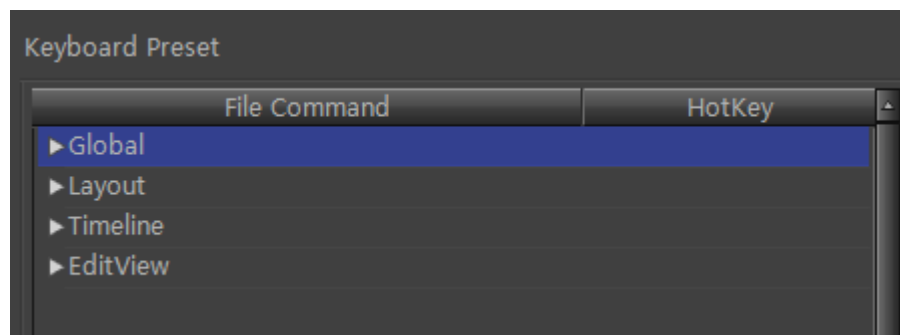 Keyboard Preset
File Command HotKey
Global
Layout
Timeline
EditView